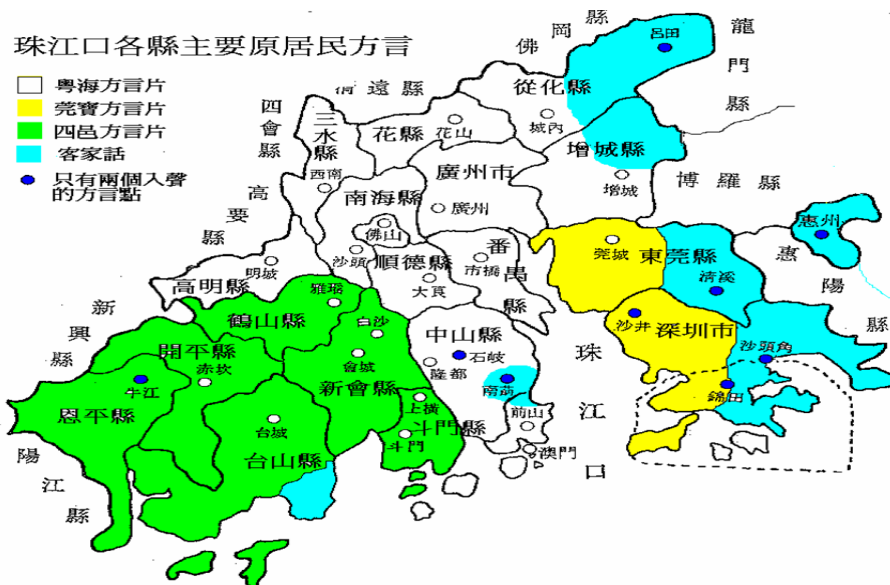 珠江口各縣主要原居民方言
粵海方言片
莞寶方言片
四邑方言片
客家話
只有兩個入聲
的方言點
佛岡縣
龍門縣
呂田
清遠縣
從化縣
四會縣
三水縣
花縣
花山
城內
增城縣
廣州市
西南
增城
博羅縣
高要縣
南海縣
廣州
佛山
惠州
莞城
東莞縣
惠陽縣
番禺縣
沙頭
順德縣
市橋
明城
高明縣
清溪
大良
雅瑤
新興縣
鶴山縣
白沙
中山縣
沙井
深圳市
開平縣
石岐
沙頭角
珠江口
隆都
會城
赤坎
牛江
新會縣
南蓢
錦田
恩平縣
上橫
斗門縣
前山
台城
斗門
澳門
台山縣
陽江縣